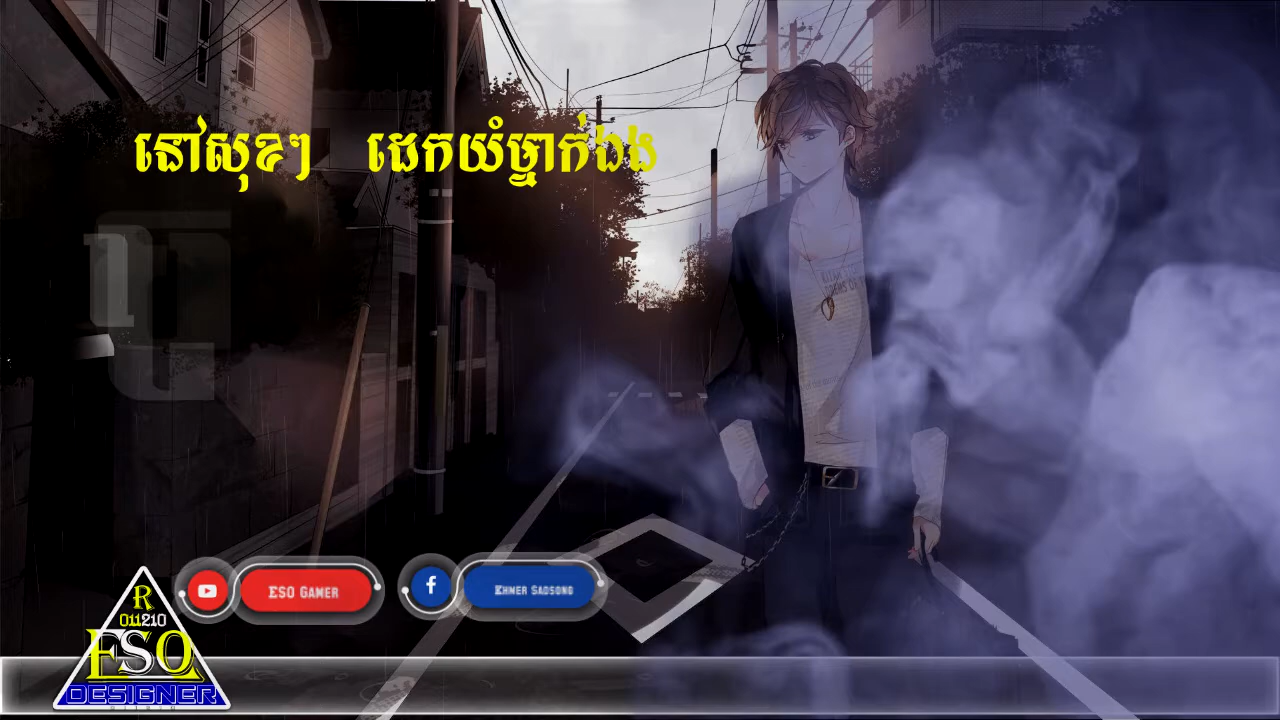 នៅសុខៗ ដេកយំម្នាក់ឯង
ESO GAMER
KHMER SADSONG
R
011210
ESO
DESIGNER